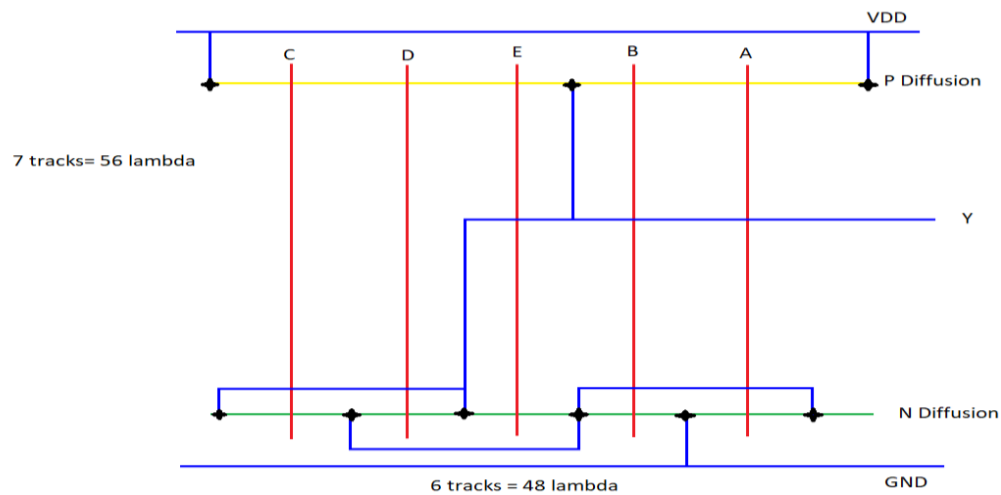 VDD
C
D
E
B
A
P Diffusion
7 tracks= 56 lambda
Y
N Diffusion
GND
6 tracks = 48 lambda